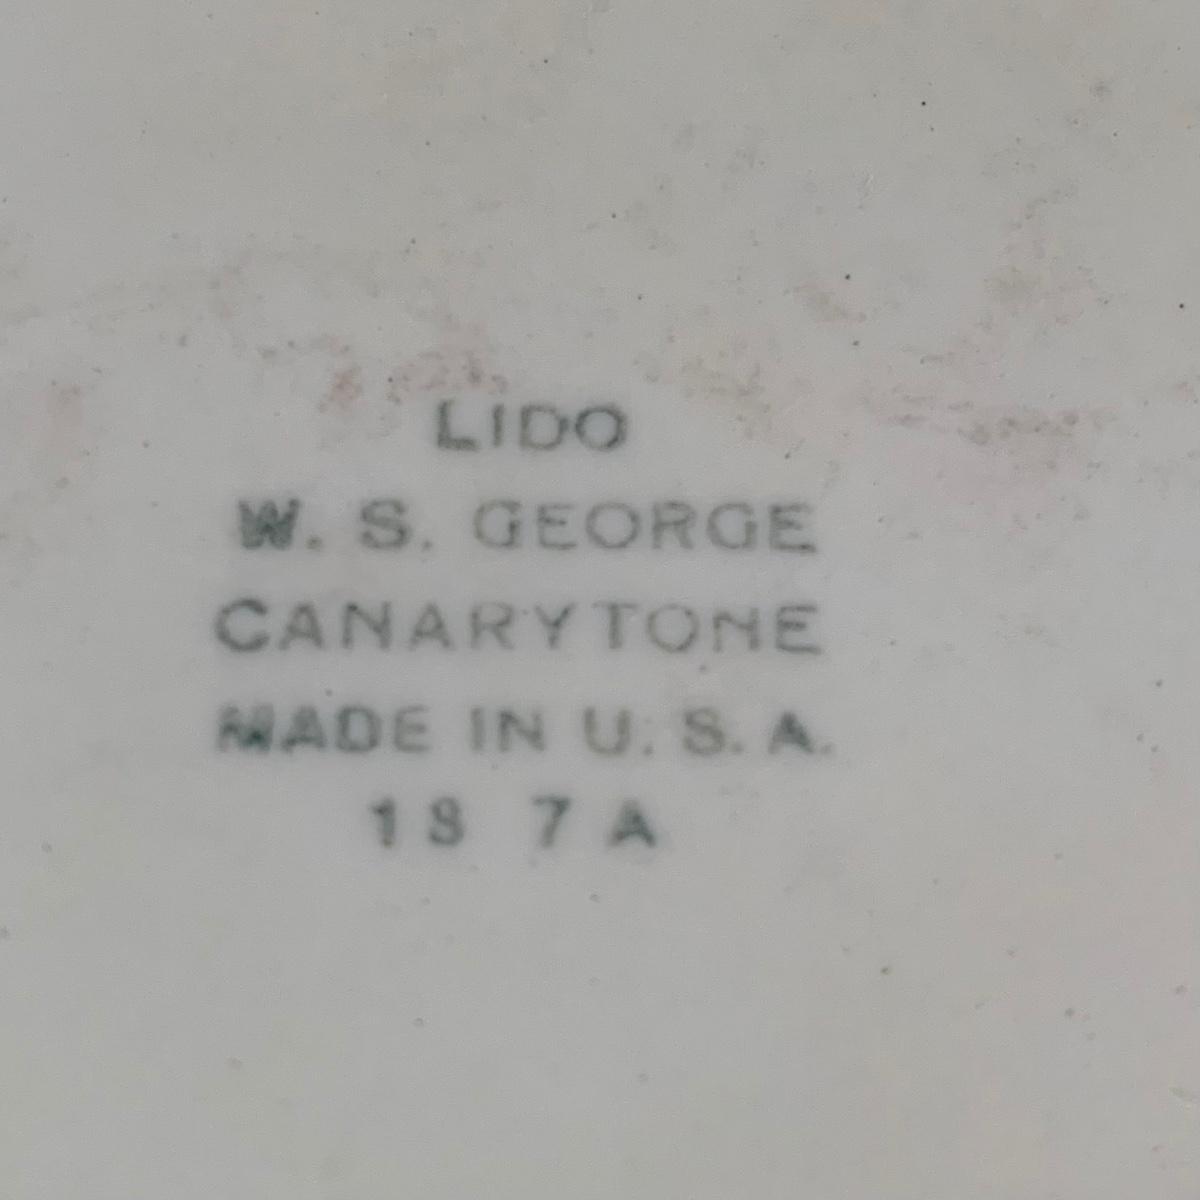 LIDO
W. S. GEORGE
CANARYTONE
MADE IN U. S. A.
18 7 A